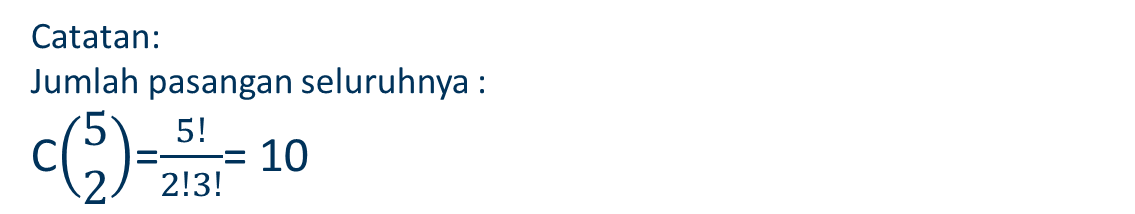 Catatan:
Jumlah pasangan seluruhnya :
C(5 2)=5!/2!3!= 10